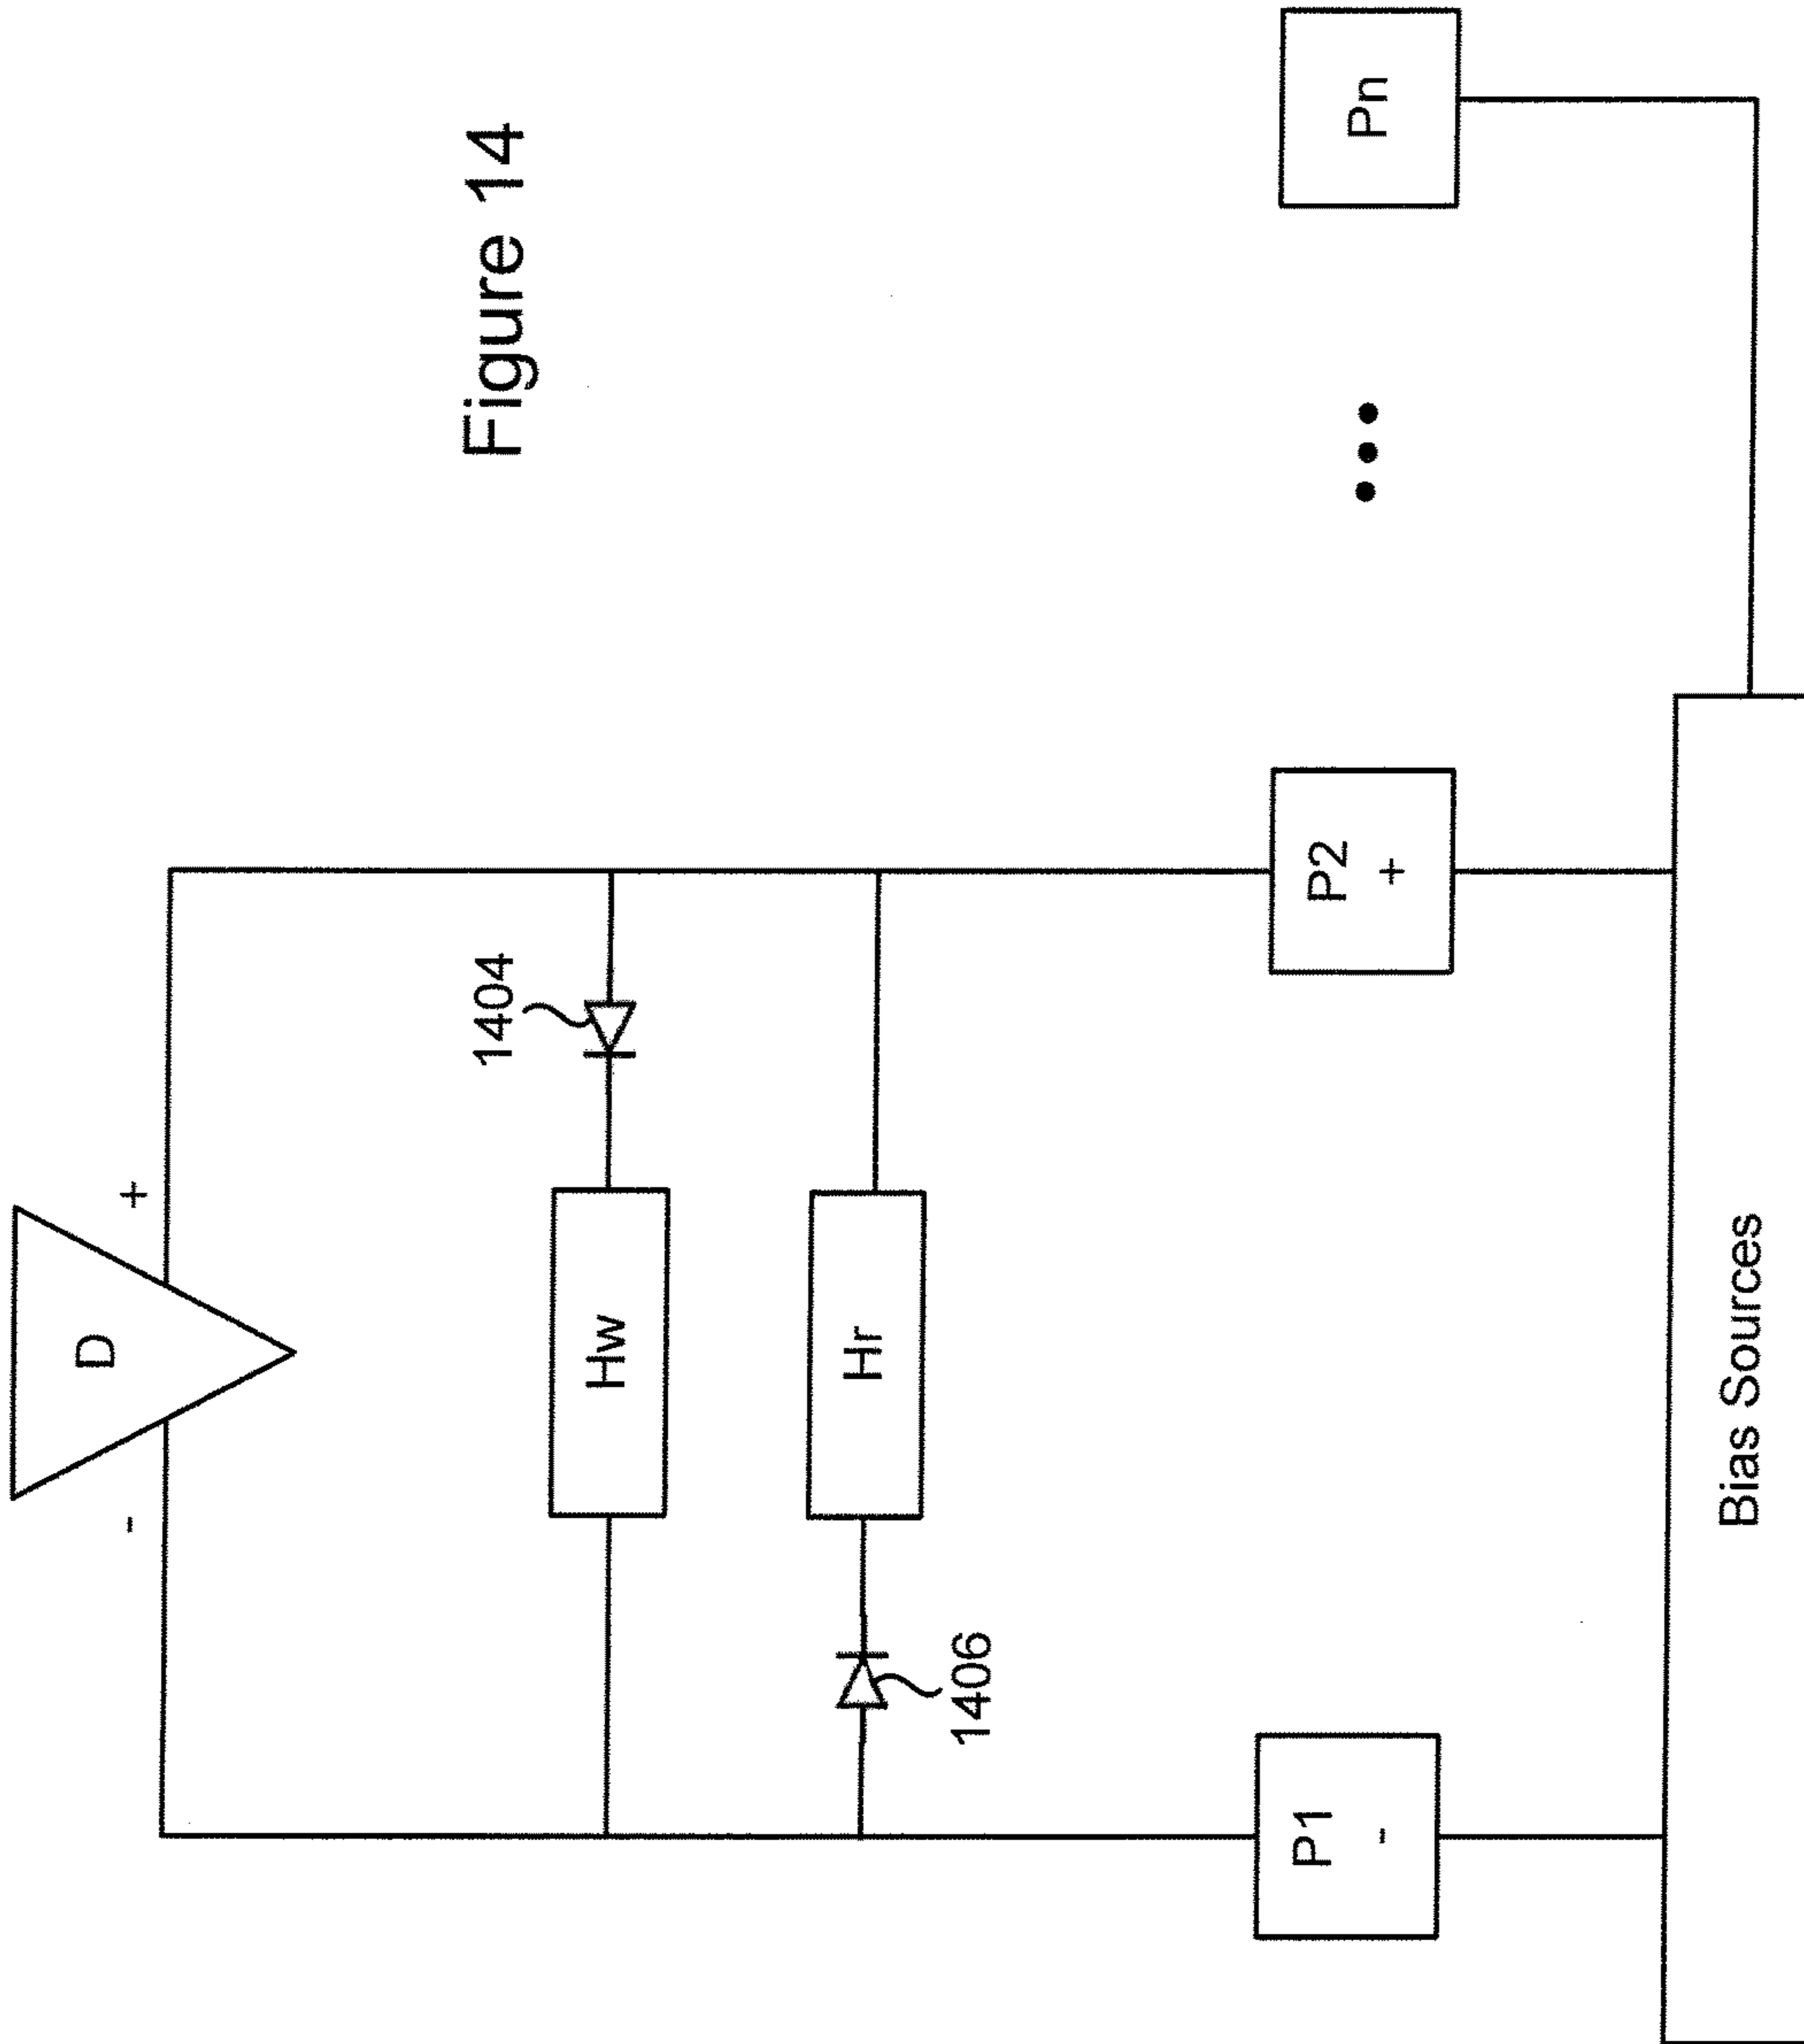 Figure 14
D
-
+
1404
Hw
Hr
1406
P1
-
P2
+
Pn
Bias Sources